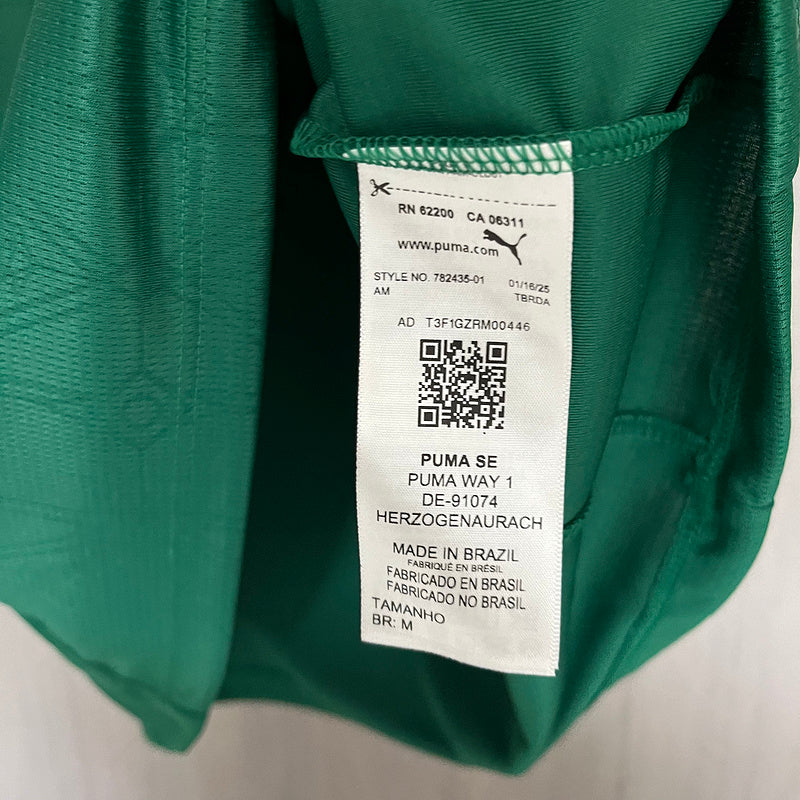 RN 62200 CA 06311
www.puma.com
STYLE NO. 782435-01 01/16/25
AM TBRDA
AD T3F1GZRM00446
PUMA SE
PUMA WAY 1
DE-91074
HERZOGENAURACH
MADE IN BRAZIL
FABRIQUÉ EN BRÉSIL
FABRICADO EN BRASIL
FABRICADO NO BRASIL
TAMANHO
BR: M